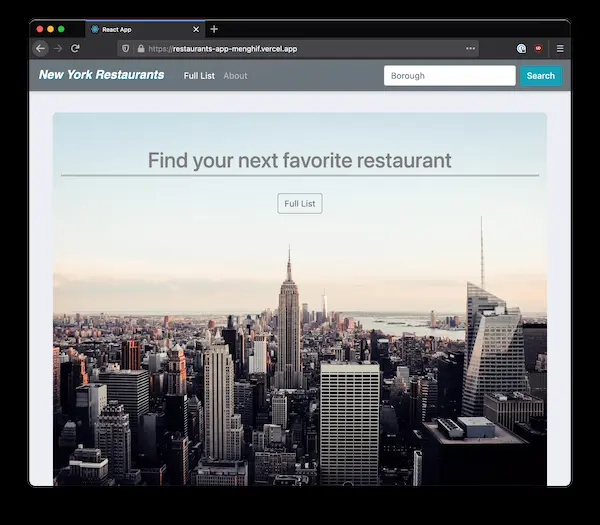 React App
https://restaurants-app-menghif.vercel.app
New York Restaurants
Full List
About
Borough
Search
Find your next favorite restaurant
Full List